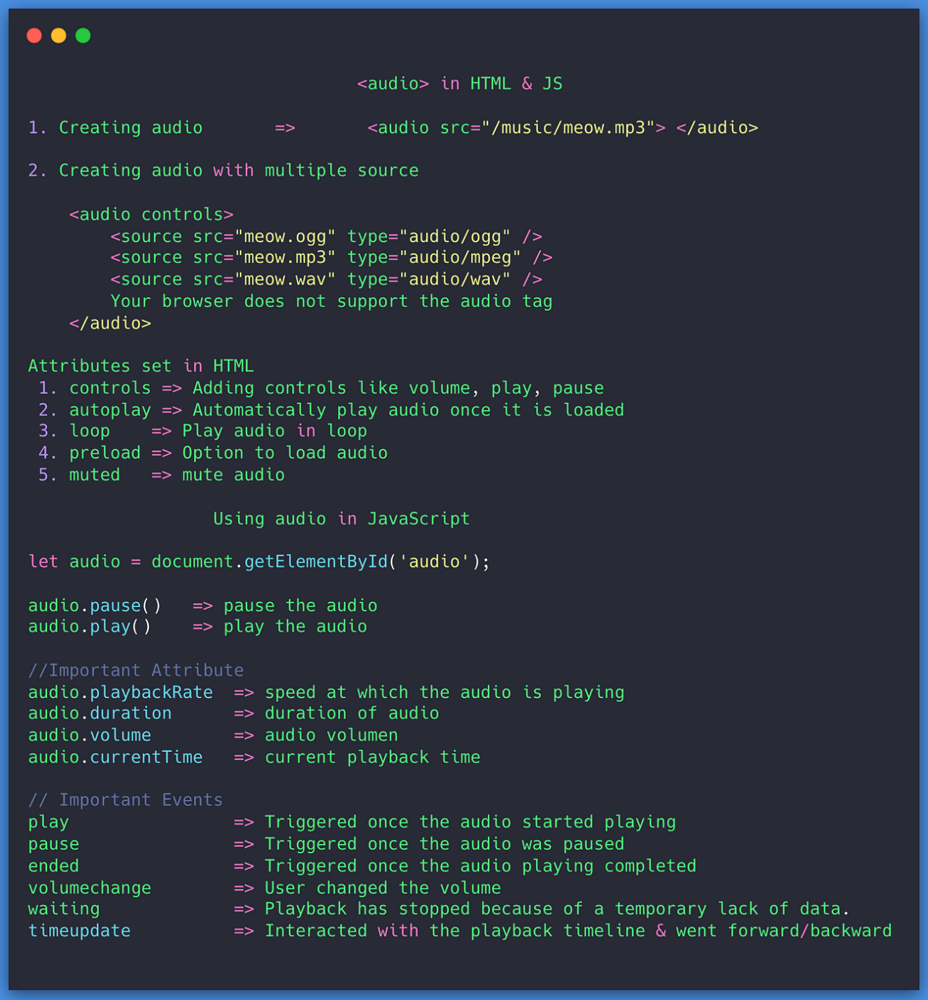 <audio> in HTML & JS
1. Creating audio => <audio src="/music/meow.mp3"> </audio>
2. Creating audio with multiple source
<audio controls>
<source src="meow.ogg" type="audio/ogg" />
<source src="meow.mp3" type="audio/mpeg" />
<source src="meow.wav" type="audio/wav" />
Your browser does not support the audio tag
</audio>
Attributes set in HTML
1. controls => Adding controls like volume, play, pause
2. autoplay => Automatically play audio once it is loaded
3. loop => Play audio in loop
4. preload => Option to load audio
5. muted => mute audio
Using audio in JavaScript
let audio = document.getElementById('audio');
audio.pause() => pause the audio
audio.play() => play the audio
//Important Attribute
audio.playbackRate => speed at which the audio is playing
audio.duration => duration of audio
audio.volume => audio volumen
audio.currentTime => current playback time
// Important Events
play => Triggered once the audio started playing
pause => Triggered once the audio was paused
ended => Triggered once the audio playing completed
volumechange => User changed the volume
waiting => Playback has stopped because of a temporary lack of data.
timeupdate => Interacted with the playback timeline & went forward/backward